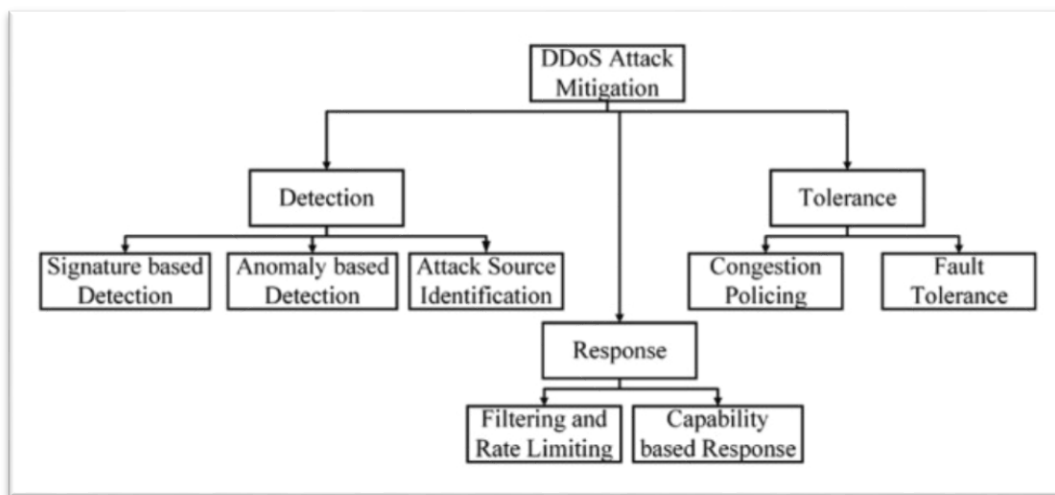 DDoS Attack
Mitigation
Detection
Tolerance
Signature based
Detection
Anomaly based
Detection
Attack Source
Identification
Congestion
Policing
Fault
Tolerance
Response
Filtering and
Rate Limiting
Capability
based Response